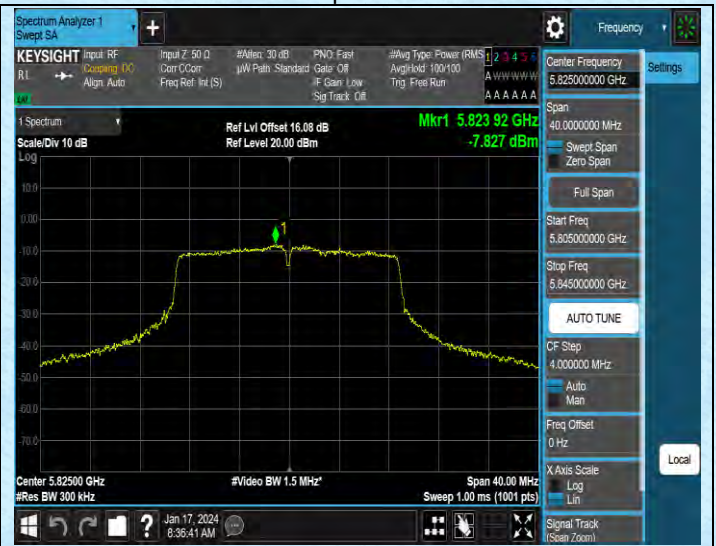 Spectrum Analyzer 1
Swept SA
+
Frequency
KEYSIGHT
RL
Input: RF
Coupling: DC
Align: Auto
Input Z: 50 Ω
Corr CCorr
Freq Ref: Int (S)
#Atten: 30 dB
µW Path: Standard
PNO: Fast
Gate: Off
IF Gain: Low
Sig Track: Off
#Avg Type: Power (RMS
Avg|Hold: 100/100
Trig: Free Run
1 2 3 4 5 6
A W W W W W
A A A A A A
1 Spectrum
Scale/Div 10 dB
Log
Ref Lvl Offset 16.08 dB
Ref Level 20.00 dBm
Mkr1 5.823 92 GHz
-7.827 dBm
10.0
0.00
-10.0
-20.0
-30.0
-40.0
-60.0
-70.0
1
Center 5.82500 GHz
#Res BW 300 kHz
#Video BW 1.5 MHz*
Span 40.00 MHz
Sweep 1.00 ms (1001 pts)
Center Frequency
5.825000000 GHz
Settings
Span
40.0000000 MHz
Swept Span
Zero Span
Full Span
Start Freq
5.805000000 GHz
Stop Freq
5.845000000 GHz
AUTO TUNE
CF Step
4.000000 MHz
Auto
Man
Freq Offset
0 Hz
X Axis Scale
Log
Lin
Local
Signal Track
(Span Zoom)
?
Jan 17, 2024
8:36:41 AM